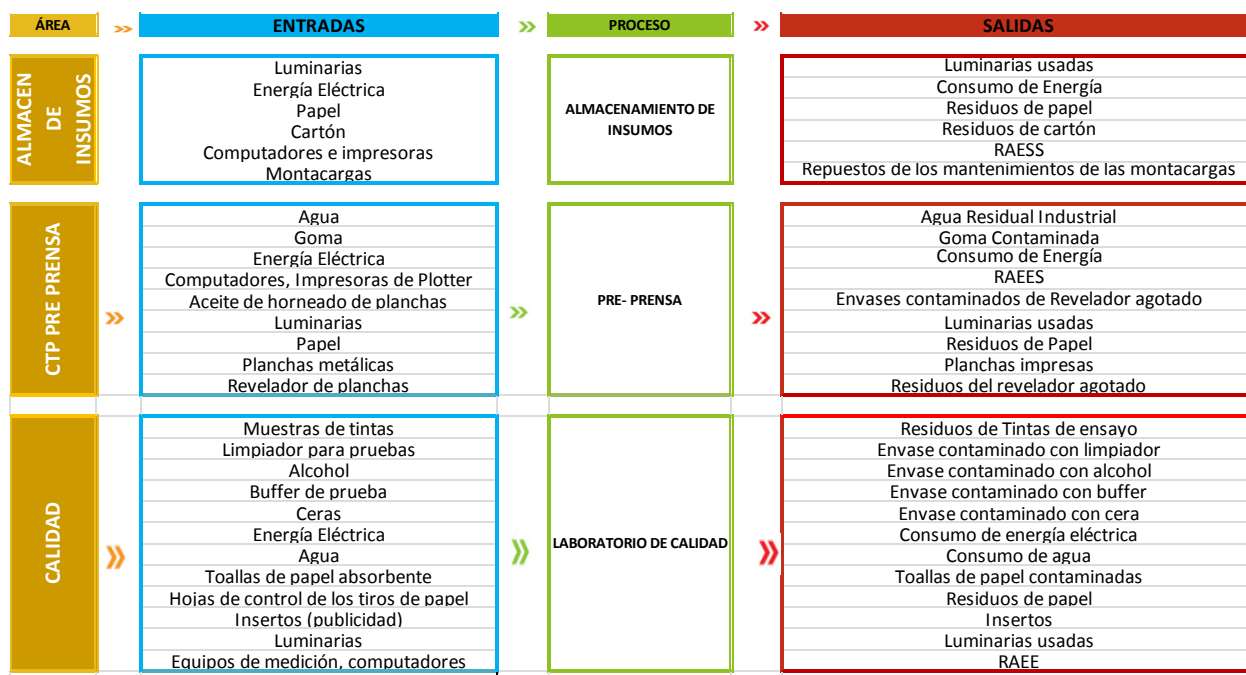 ÁREA
ENTRADAS
PROCESO
SALIDAS
ALMACEN
DE
INSUMOS
Luminarias
Energía Eléctrica
Papel
Cartón
Computadores e impresoras
Montacargas
ALMACENAMIENTO DE
INSUMOS
Luminarias usadas
Consumo de Energía
Residuos de papel
Residuos de cartón
RAESS
Repuestos de los mantenimientos de las montacargas
CTP PRE PRENSA
Agua
Goma
Energía Eléctrica
Computadores, Impresoras de Plotter
Aceite de horneado de planchas
Luminarias
Papel
Planchas metálicas
Revelador de planchas
PRE- PRENSA
Agua Residual Industrial
Goma Contaminada
Consumo de Energía
RAEES
Envases contaminados de Revelador agotado
Luminarias usadas
Residuos de Papel
Planchas impresas
Residuos del revelador agotado
CALIDAD
Muestras de tintas
Limpiador para pruebas
Alcohol
Buffer de prueba
Ceras
Energía Eléctrica
Agua
Toallas de papel absorbente
Hojas de control de los tiros de papel
Insertos (publicidad)
Luminarias
Equipos de medición, computadores
LABORATORIO DE CALIDAD
Residuos de Tintas de ensayo
Envase contaminado con limpiador
Envase contaminado con alcohol
Envase contaminado con buffer
Envase contaminado con cera
Consumo de energía eléctrica
Consumo de agua
Toallas de papel contaminadas
Residuos de papel
Insertos
Luminarias usadas
RAEE